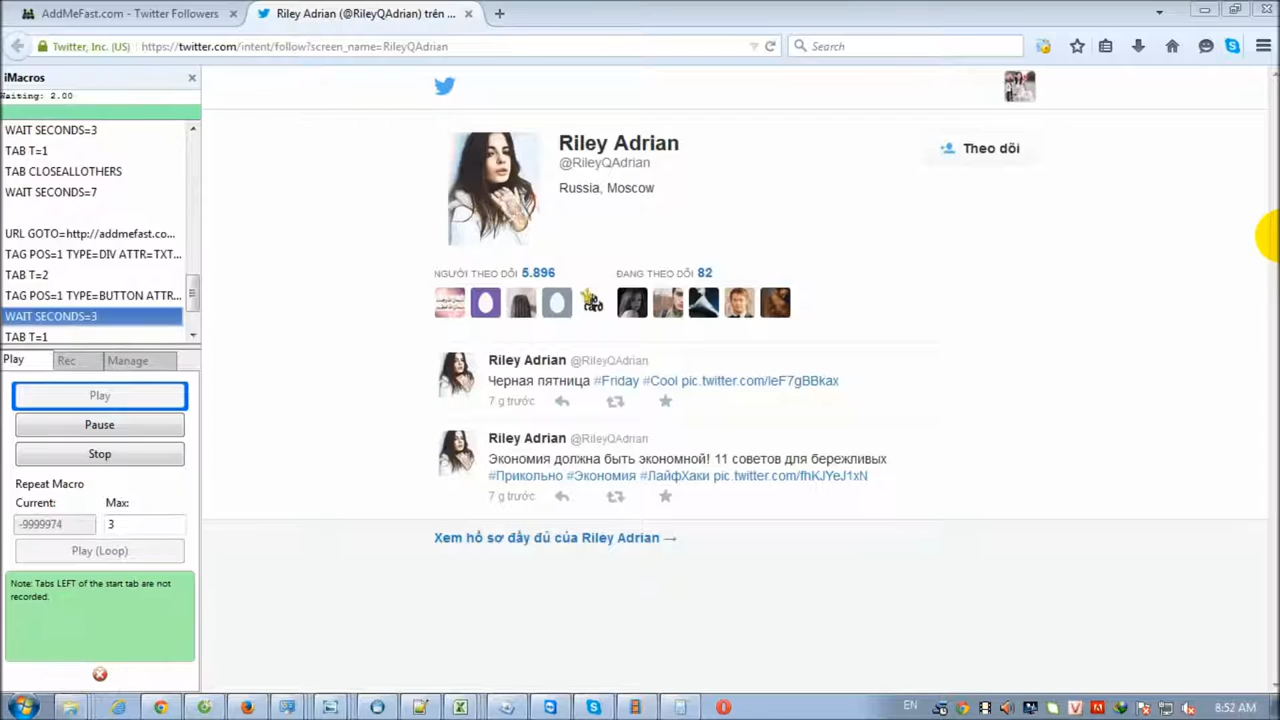 AddMeFast.com - Twitter Followers
Riley Adrian (@RileyQAdrian) trên ...
Twitter, Inc. (US)
https://twitter.com/intent/follow?screen_name=RileyQAdrian
Search
iMacros
Waiting: 2.00
WAIT SECONDS=3
TAB T=1
TAB CLOSEALLOTHERS
WAIT SECONDS=7
URL GOTO=http://addmefast.co...
TAG POS=1 TYPE=DIV ATTR=TXT...
TAB T=2
TAG POS=1 TYPE=BUTTON ATTR...
WAIT SECONDS=3
TAB T=1
Play Rec Manage
Play
Pause
Stop
Repeat Macro
Current: Max:
-9999974 3
Play (Loop)
Note: Tabs LEFT of the start tab are not
recorded.
Riley Adrian
@RileyQAdrian
Russia, Moscow
Theo dõi
NGƯỜI THEO DÕI 5.896 ĐANG THEO DÕI 82
Riley Adrian @RileyQAdrian
Черная пятница #Friday #Cool pic.twitter.com/leF7gBBkax
7 g trước
Riley Adrian @RileyQAdrian
Экономия должна быть экономной! 11 советов для бережливых
#Прикольно #Экономия #ЛайфХаки pic.twitter.com/fhKJYeJ1xN
7 g trước
Xem hồ sơ đầy đủ của Riley Adrian →
EN
8:52 AM